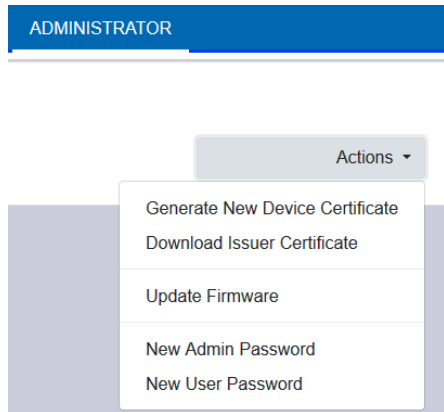 ADMINISTRATOR
Actions
Generate New Device Certificate
Download Issuer Certificate
Update Firmware
New Admin Password
New User Password